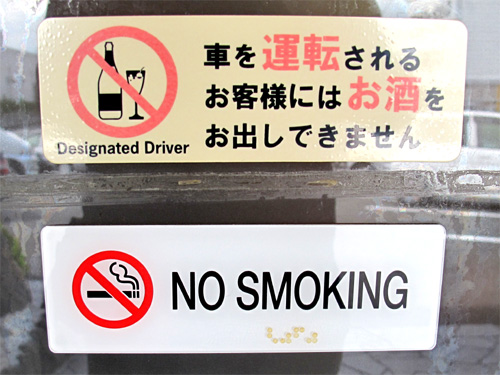 車を運転される
お客様にはお酒を
お出しできません
Designated Driver
NO SMOKING